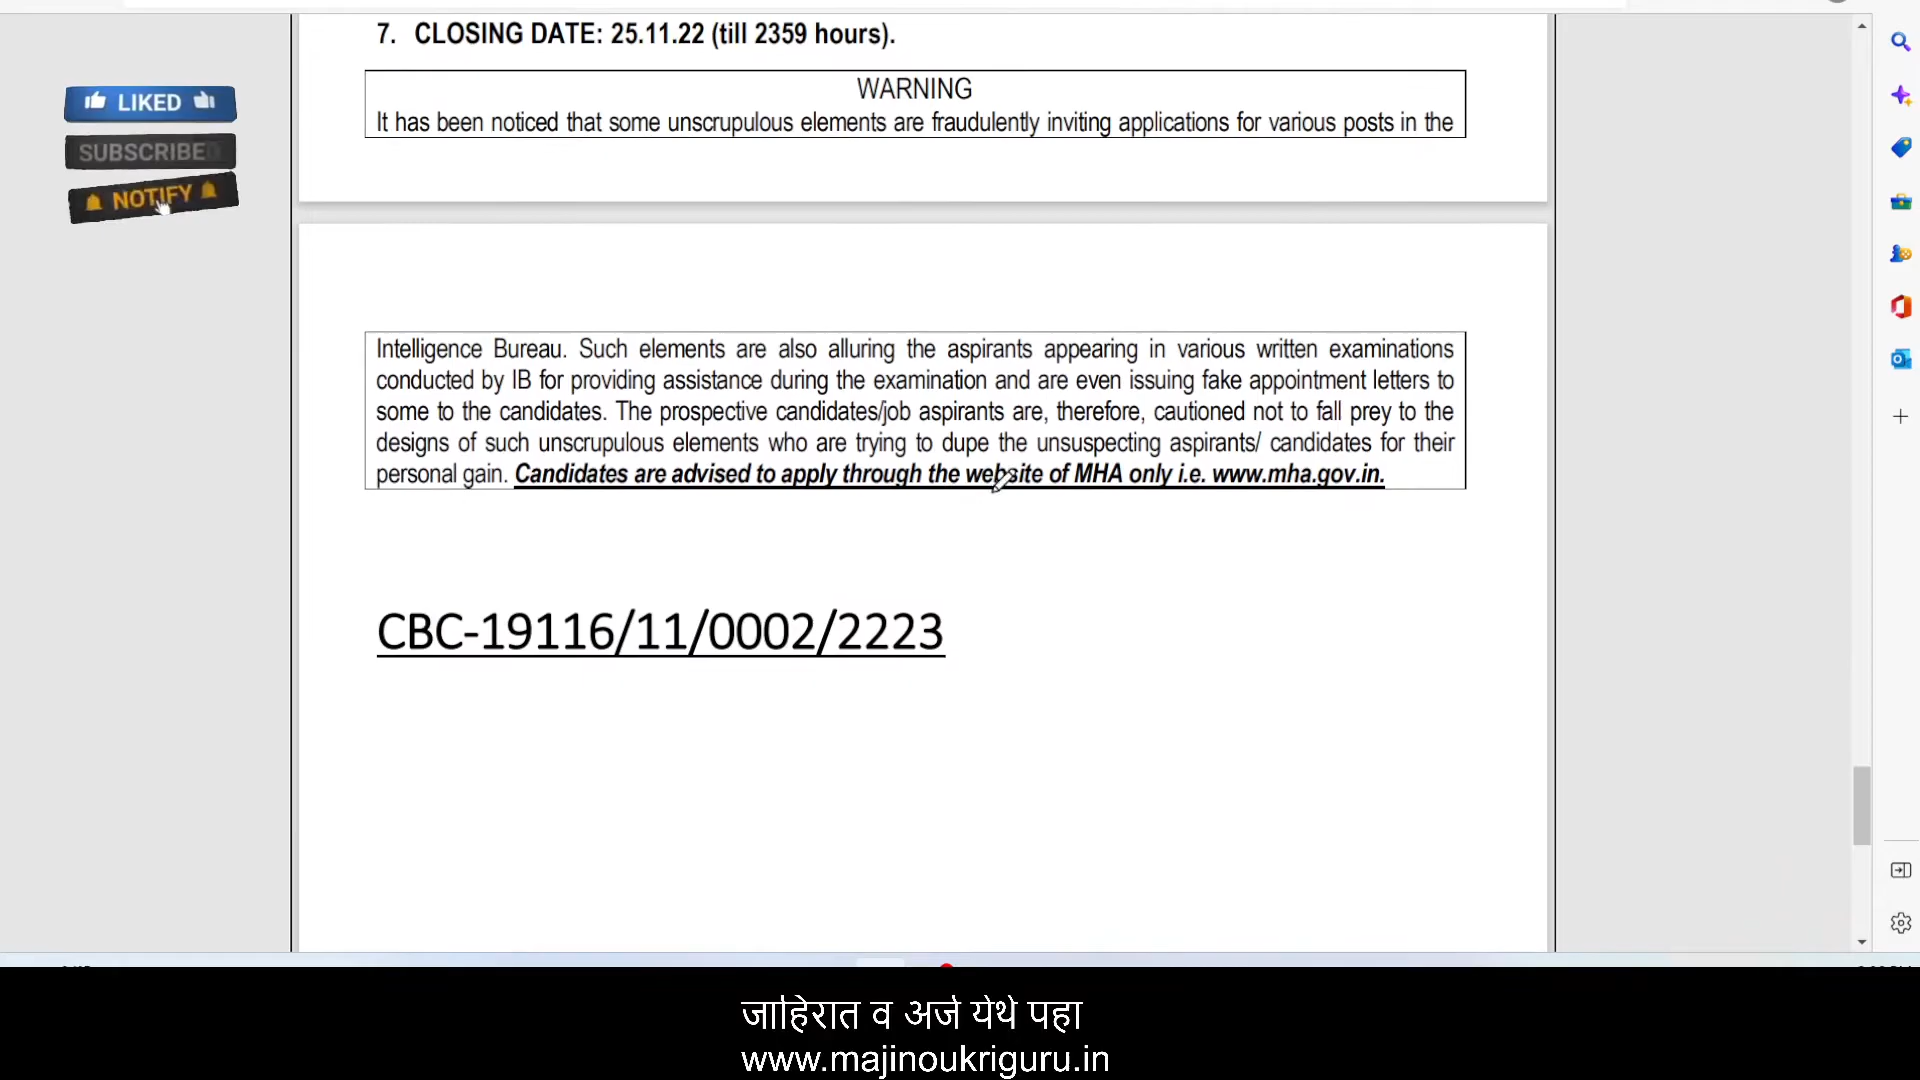 7. CLOSING DATE: 25.11.22 (till 2359 hours).
WARNING
It has been noticed that some unscrupulous elements are fraudulently inviting applications for various posts in the
LIKED
SUBSCRIBED
NOTIFY
Intelligence Bureau. Such elements are also alluring the aspirants appearing in various written examinations
conducted by IB for providing assistance during the examination and are even issuing fake appointment letters to
some to the candidates. The prospective candidates/job aspirants are, therefore, cautioned not to fall prey to the
designs of such unscrupulous elements who are trying to dupe the unsuspecting aspirants/ candidates for their
personal gain. Candidates are advised to apply through the website of MHA only i.e. www.mha.gov.in.
CBC-19116/11/0002/2223
जाहिरात व अर्ज येथे पहा
www.majinoukriguru.in